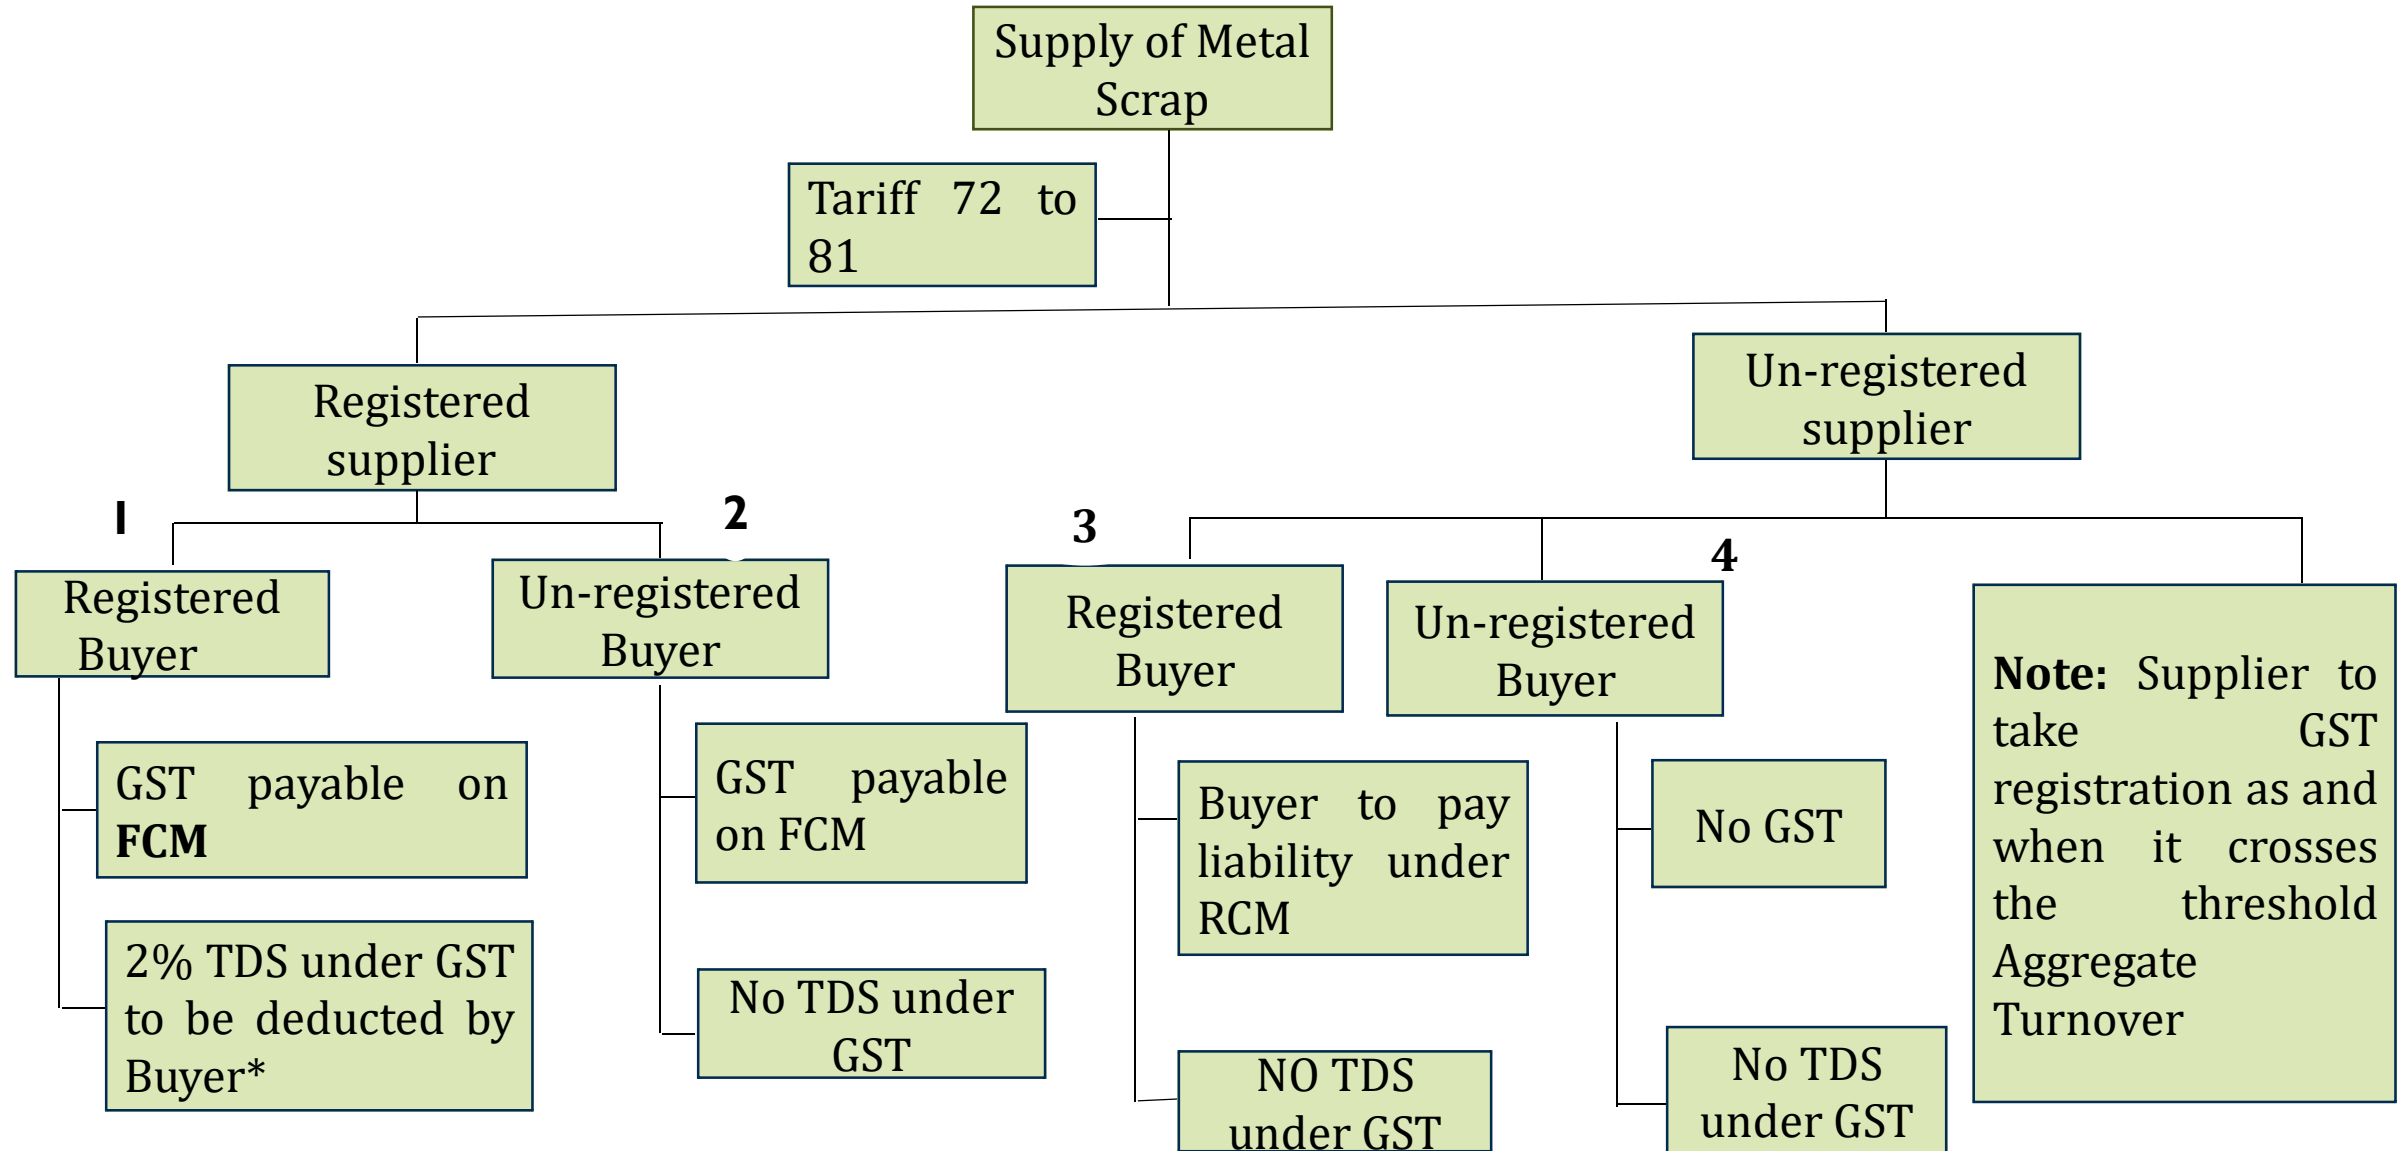 Supply of Metal
Scrap
Tariff 72 to
81
Registered
supplier
Un-registered
supplier
1
2
3
4
Registered
Buyer
Un-registered
Buyer
Registered
Buyer
Un-registered
Buyer
GST payable on
FCM
2% TDS under GST
to be deducted by
Buyer*
GST payable
on FCM
No TDS under
GST
Buyer to pay
liability under
RCM
NO TDS
under GST
No GST
No TDS
under GST
Note: Supplier to
take GST
registration as and
when it crosses
the threshold
Aggregate
Turnover